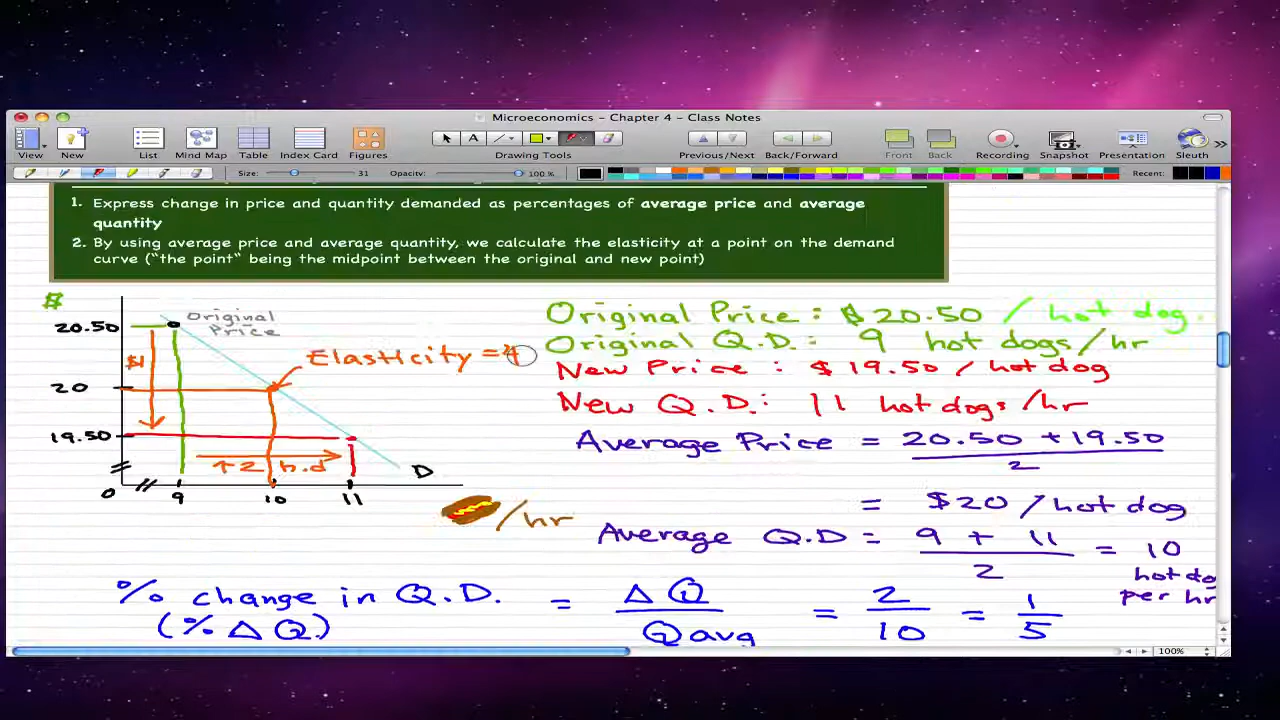 Microeconomics – Chapter 4 – Class Notes
View New List Mind Map Table Index Card Figures Drawing Tools Previous/Next Back/Forward Front Back Recording Snapshot Presentation Sleuth
Size: 31 Opacity: 100 % Recent:
1. Express change in price and quantity demanded as percentages of average price and average
quantity
2. By using average price and average quantity, we calculate the elasticity at a point on the demand
curve ("the point" being the midpoint between the original and new point)
$
20.50
Original
Price
Elasticity = 4
20
19.50
↑2 h.d
D
0
9
10
11
/hr
Original Price : $20.50 / hot dog.
Original Q.D.: 9 hot dogs/hr
New Price : $19.50 / hot dog
New Q.D.: 11 hot dogs /hr
Average Price = 20.50 + 19.50
2
= $20 /hot dog
Average Q.D = 9 + 11 = 10
2
hot do
per hr
% change in Q.D. = Δ Q = 2 = 1
(% Δ Q) Q avg 10 5
100%